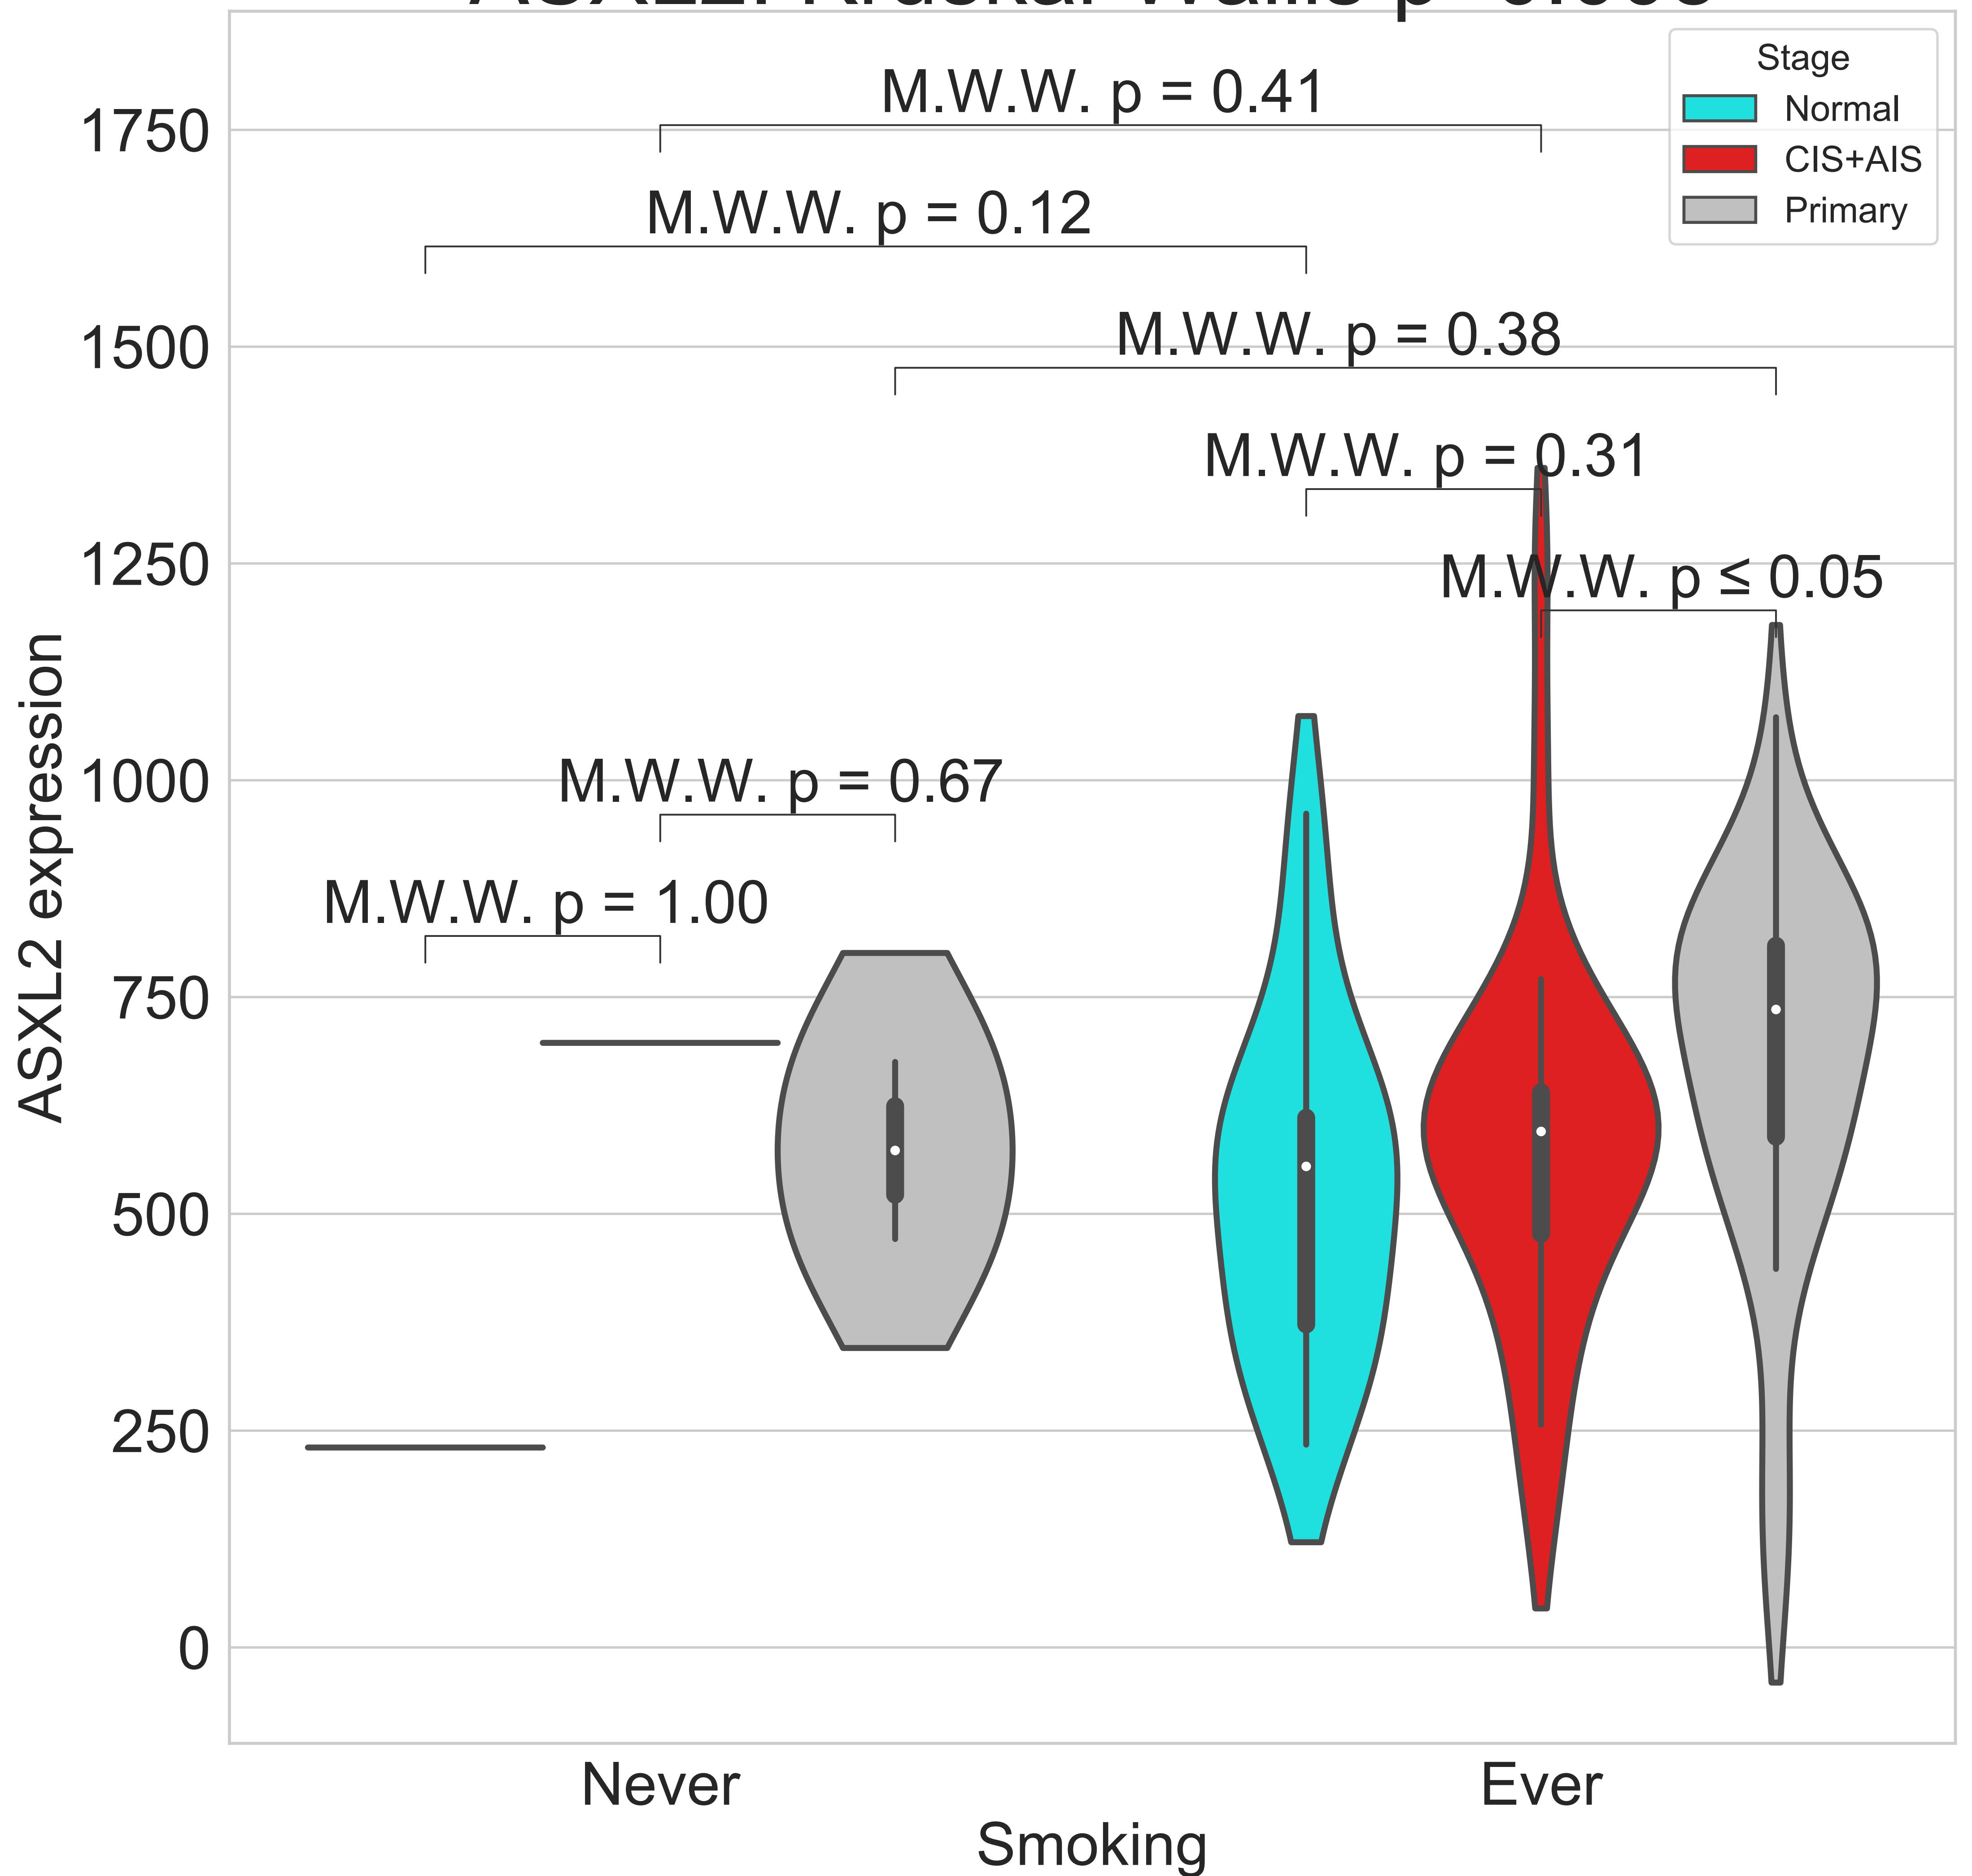 Stage
Normal
CIS+AIS
Primary
M.W.W. p = 0.41
M.W.W. p = 0.12
M.W.W. p = 0.38
M.W.W. p = 0.31
M.W.W. p ≤ 0.05
M.W.W. p = 0.67
M.W.W. p = 1.00
1750
1500
1250
1000
750
500
250
0
ASXL2 expression
Never
Ever
Smoking